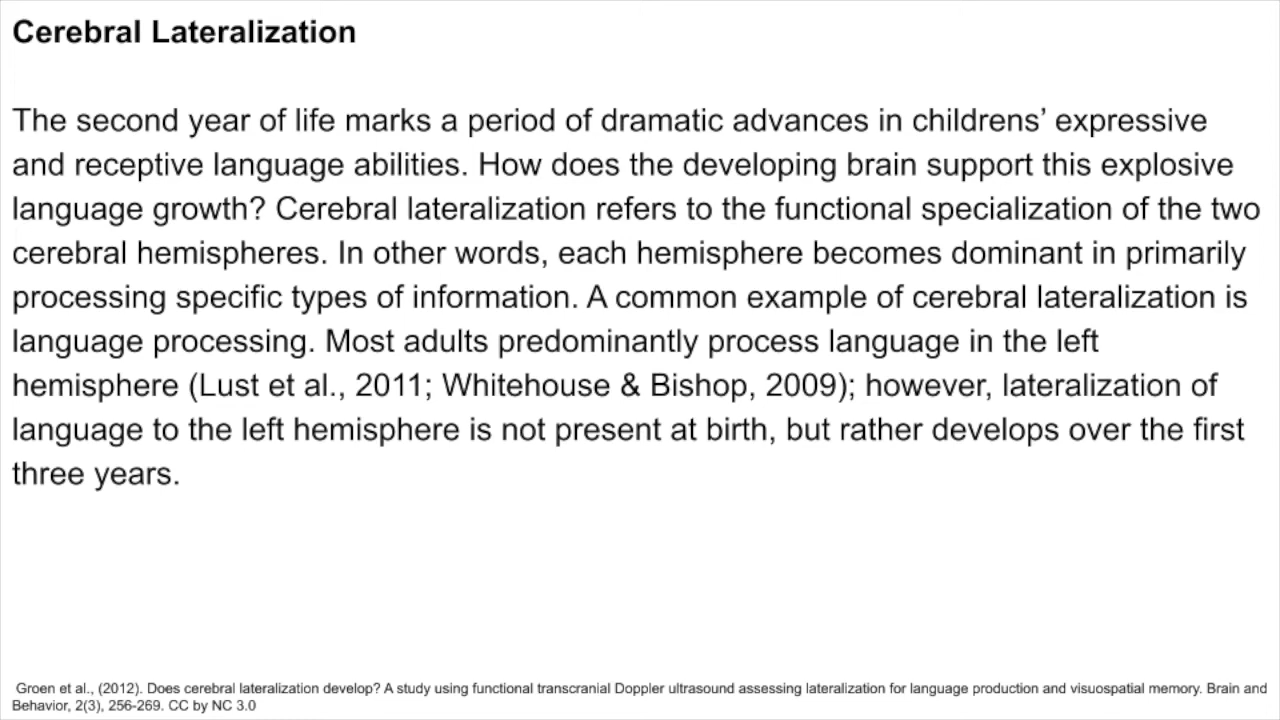 Cerebral Lateralization
The second year of life marks a period of dramatic advances in childrens’ expressive
and receptive language abilities. How does the developing brain support this explosive
language growth? Cerebral lateralization refers to the functional specialization of the two
cerebral hemispheres. In other words, each hemisphere becomes dominant in primarily
processing specific types of information. A common example of cerebral lateralization is
language processing. Most adults predominantly process language in the left
hemisphere (Lust et al., 2011; Whitehouse & Bishop, 2009); however, lateralization of
language to the left hemisphere is not present at birth, but rather develops over the first
three years.
Groen et al., (2012). Does cerebral lateralization develop? A study using functional transcranial Doppler ultrasound assessing lateralization for language production and visuospatial memory. Brain and
Behavior, 2(3), 256-269. CC by NC 3.0